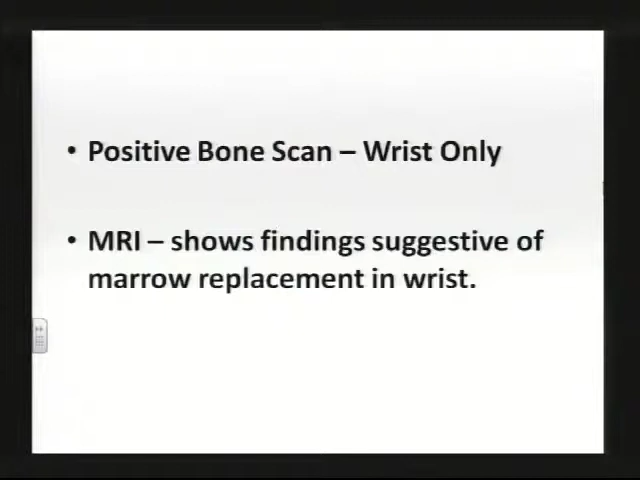 • Positive Bone Scan – Wrist Only
• MRI – shows findings suggestive of
marrow replacement in wrist.